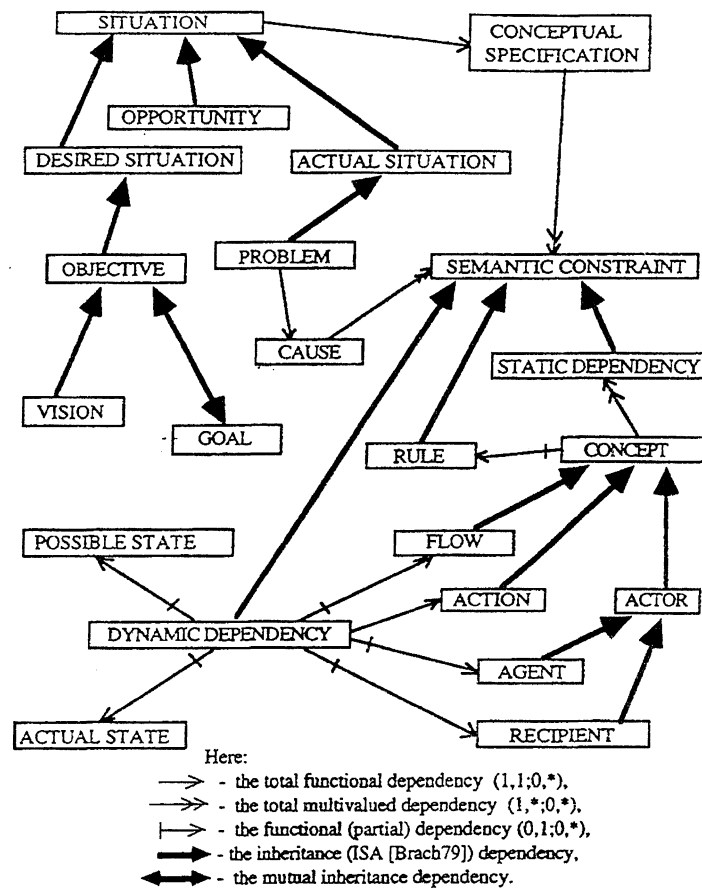 SITUATION
CONCEPTUAL
SPECIFICATION
OPPORTUNITY
DESIRED SITUATION
ACTUAL SITUATION
OBJECTIVE
PROBLEM
SEMANTIC CONSTRAINT
CAUSE
STATIC DEPENDENCY
VISION
GOAL
RULE
CONCEPT
POSSIBLE STATE
FLOW
ACTION
ACTOR
DYNAMIC DEPENDENCY
AGENT
ACTUAL STATE
RECIPIENT
Here:
- the total functional dependency (1,1;0,*),
- the total multivalued dependency (1,*;0,*),
- the functional (partial) dependency (0,1;0,*),
- the inheritance (ISA [Brach79]) dependency,
- the mutual inheritance dependency.